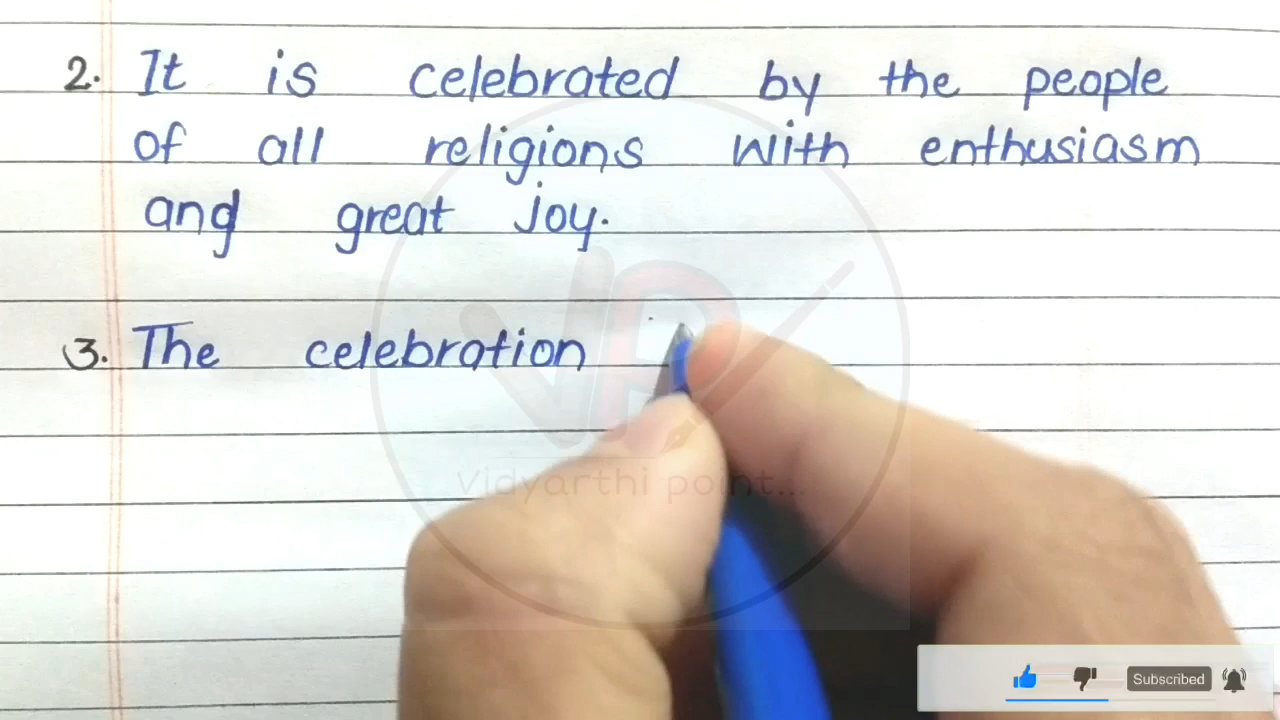 2. It is celebrated by the people
of all religions with enthusiasm
and great joy.
3. The celebration
Vidyarthi point...
Subscribed